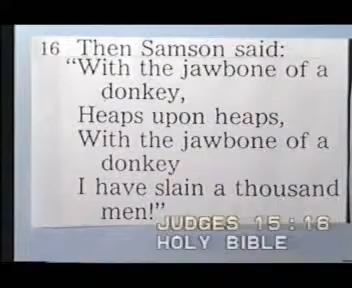 16 Then Samson said:
“With the jawbone of a
donkey,
Heaps upon heaps,
With the jawbone of a
donkey
I have slain a thousand
men!”
JUDGES 15:16
HOLY BIBLE